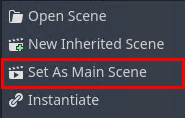 Open Scene
New Inherited Scene
Set As Main Scene
Instantiate